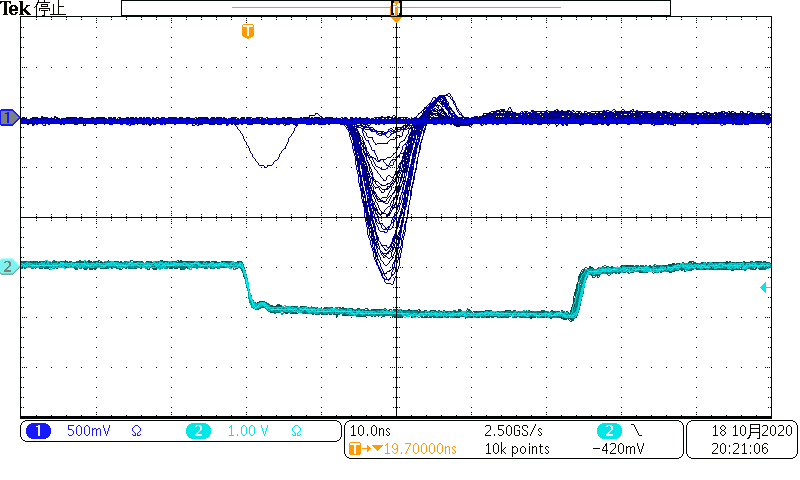 Tek 停止
T
T
1
2
1 500mV Ω 2 1.00 V Ω
10.0ns 2.50GS/s 2 -420mV
T→▼19.70000ns 10k points
18 10月2020
20:21:06